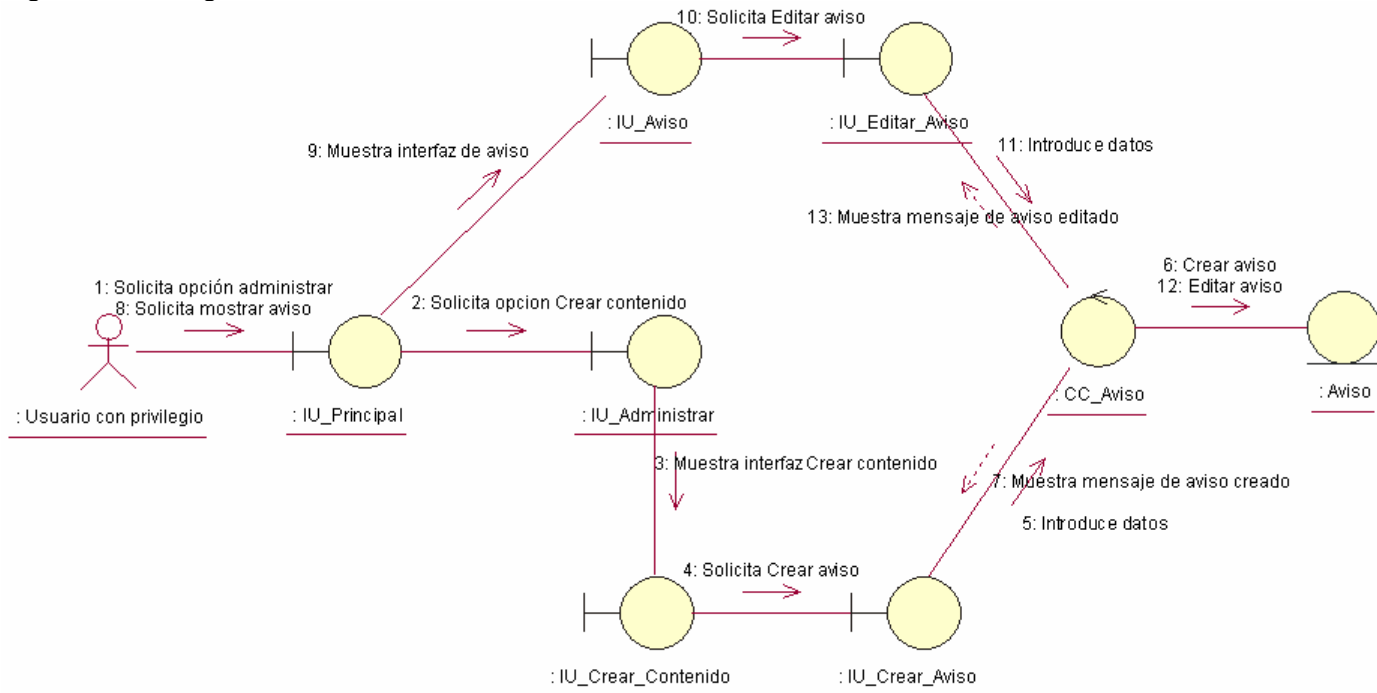 10: Solicita Editar aviso
: IU_Aviso
: IU_Editar_Aviso
9: Muestra interfaz de aviso
11: Introduce datos
13: Muestra mensaje de aviso editado
1: Solicita opción administrar
8: Solicita mostrar aviso
2: Solicita opcion Crear contenido
6: Crear aviso
12: Editar aviso
: Usuario con privilegio
: IU_Principal
: IU_Administrar
: CC_Aviso
: Aviso
3: Muestra interfaz Crear contenido
7: Muestra mensaje de aviso creado
5: Introduce datos
4: Solicita Crear aviso
: IU_Crear_Contenido
: IU_Crear_Aviso